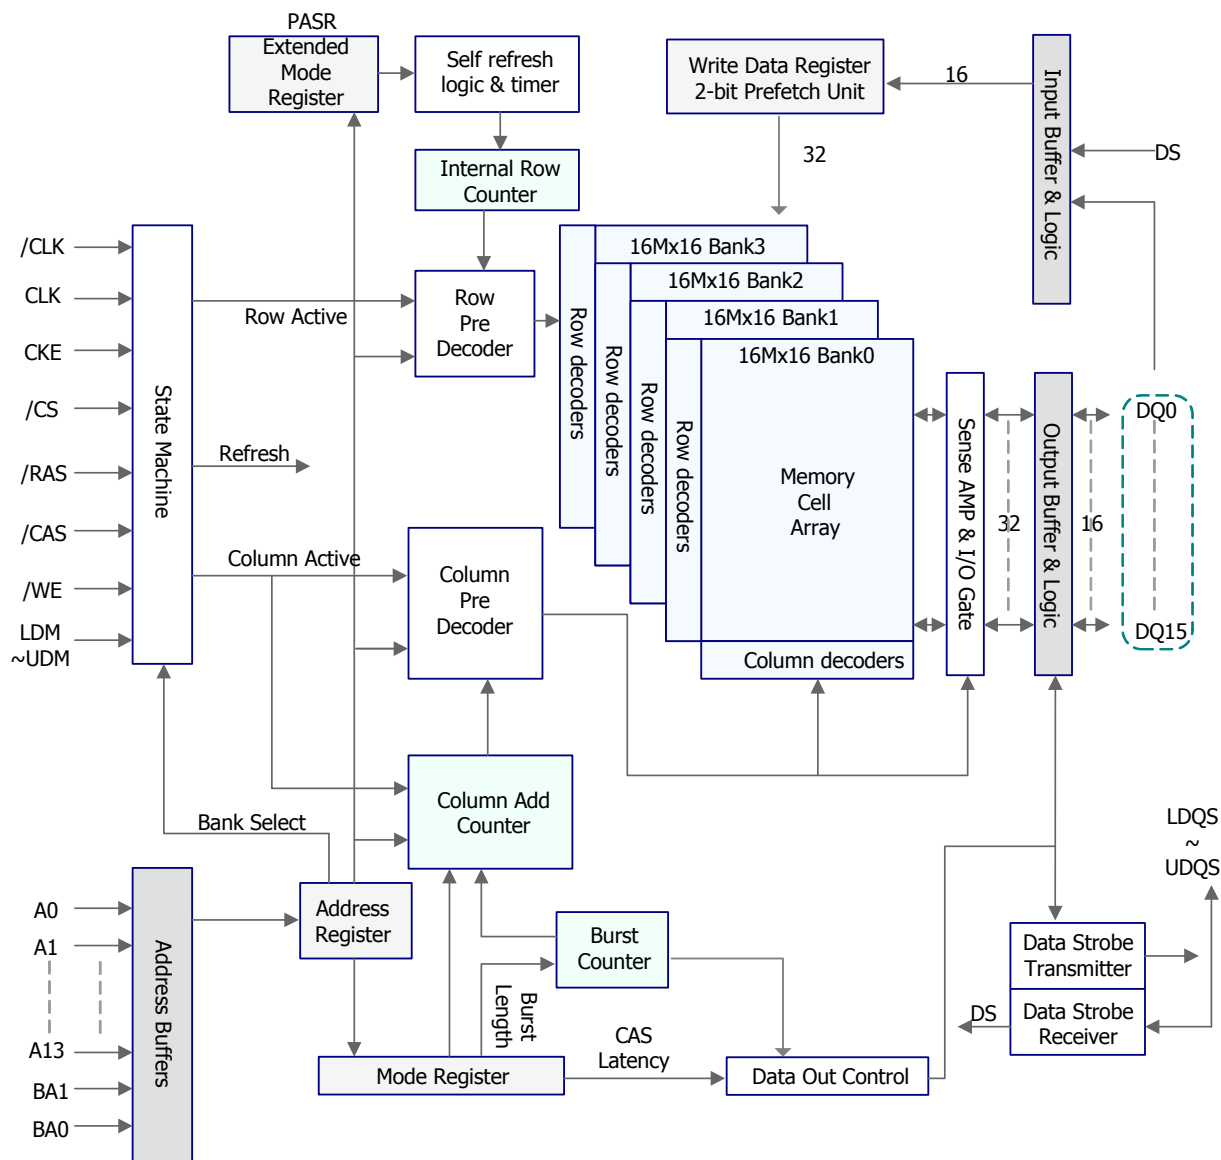 PASR
Extended
Mode
Register
Self refresh
logic & timer
Write Data Register
2-bit Prefetch Unit
16
Input Buffer & Logic
DS
32
Internal Row
Counter
/CLK
CLK
CKE
/CS
/RAS
/CAS
/WE
LDM
~UDM
State Machine
Row Active
Refresh
Column Active
Row
Pre
Decoder
16Mx16 Bank3
16Mx16 Bank2
16Mx16 Bank1
16Mx16 Bank0
Row decoders
Row decoders
Row decoders
Row decoders
Memory
Cell
Array
Column decoders
Sense AMP & I/O Gate
32
Output Buffer & Logic
16
DQ0
DQ15
Column
Pre
Decoder
Column Add
Counter
Bank Select
LDQS
~
UDQS
A0
A1
A13
BA1
BA0
Address Buffers
Address
Register
Burst
Counter
Burst
Length
CAS
Latency
Mode Register
Data Out Control
Data Strobe
Transmitter
DS
Data Strobe
Receiver